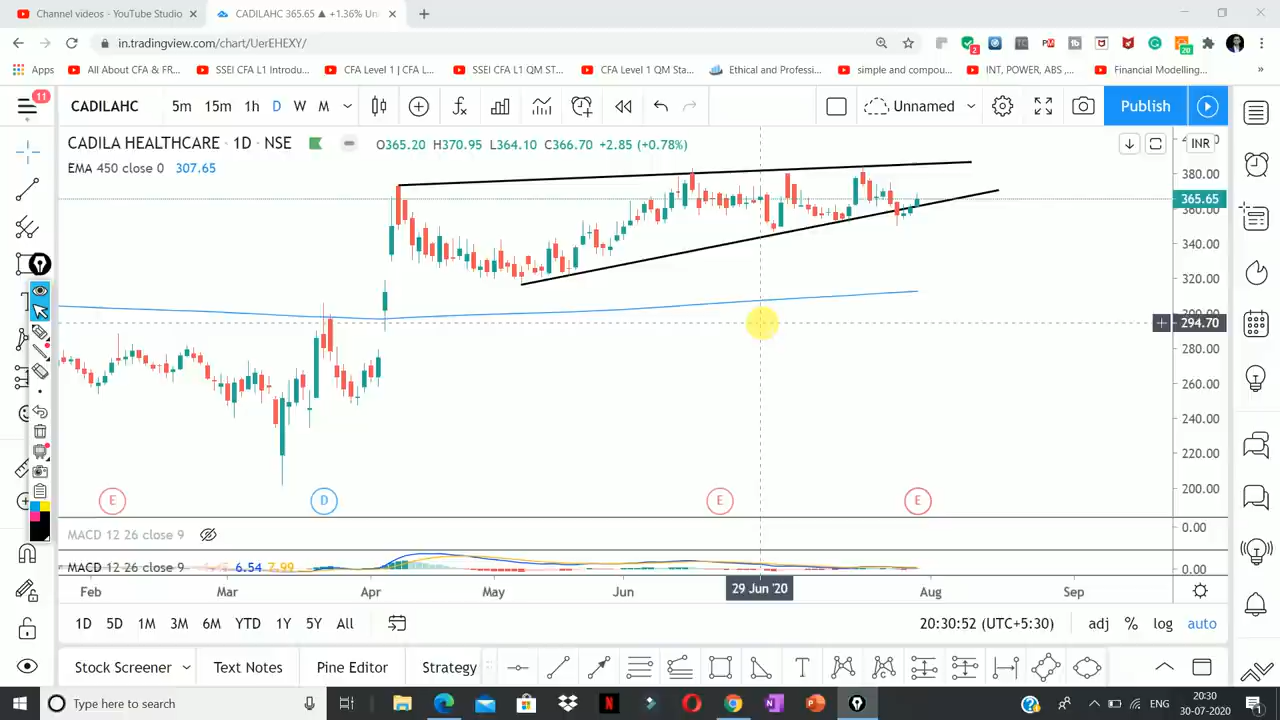 Channel videos - YouTube Studio
CADILAHC 365.65 ▲ +1.36% Un
in.tradingview.com/chart/UerEHEXY/
2
20
Apps
All About CFA & FR...
SSEI CFA L1 Introdu...
CFA Level 1 | CFA L...
SSEI CFA L1 QM ST...
CFA Level 1 QM Sta...
Ethical and Professi...
simple and compou...
INT, POWER, ABS ,...
Financial Modelling...
»
11
CADILAHC
5m
15m
1h
D
W
M
Unnamed
Publish
CADILA HEALTHCARE · 1D · NSE
O365.20 H370.95 L364.10 C366.70 +2.85 (+0.78%)
INR
EMA 450 close 0 307.65
380.00
365.65
360.00
340.00
320.00
300.00
294.70
280.00
260.00
240.00
220.00
200.00
E
D
E
E
MACD 12 26 close 9
0.00
MACD 12 26 close 9
6.54
7.99
0.00
Feb
Mar
Apr
May
Jun
29 Jun '20
Aug
Sep
1D
5D
1M
3M
6M
YTD
1Y
5Y
All
20:30:52 (UTC+5:30)
adj
%
log
auto
Stock Screener
Text Notes
Pine Editor
Strategy
Type here to search
ENG
20:30
30-07-2020